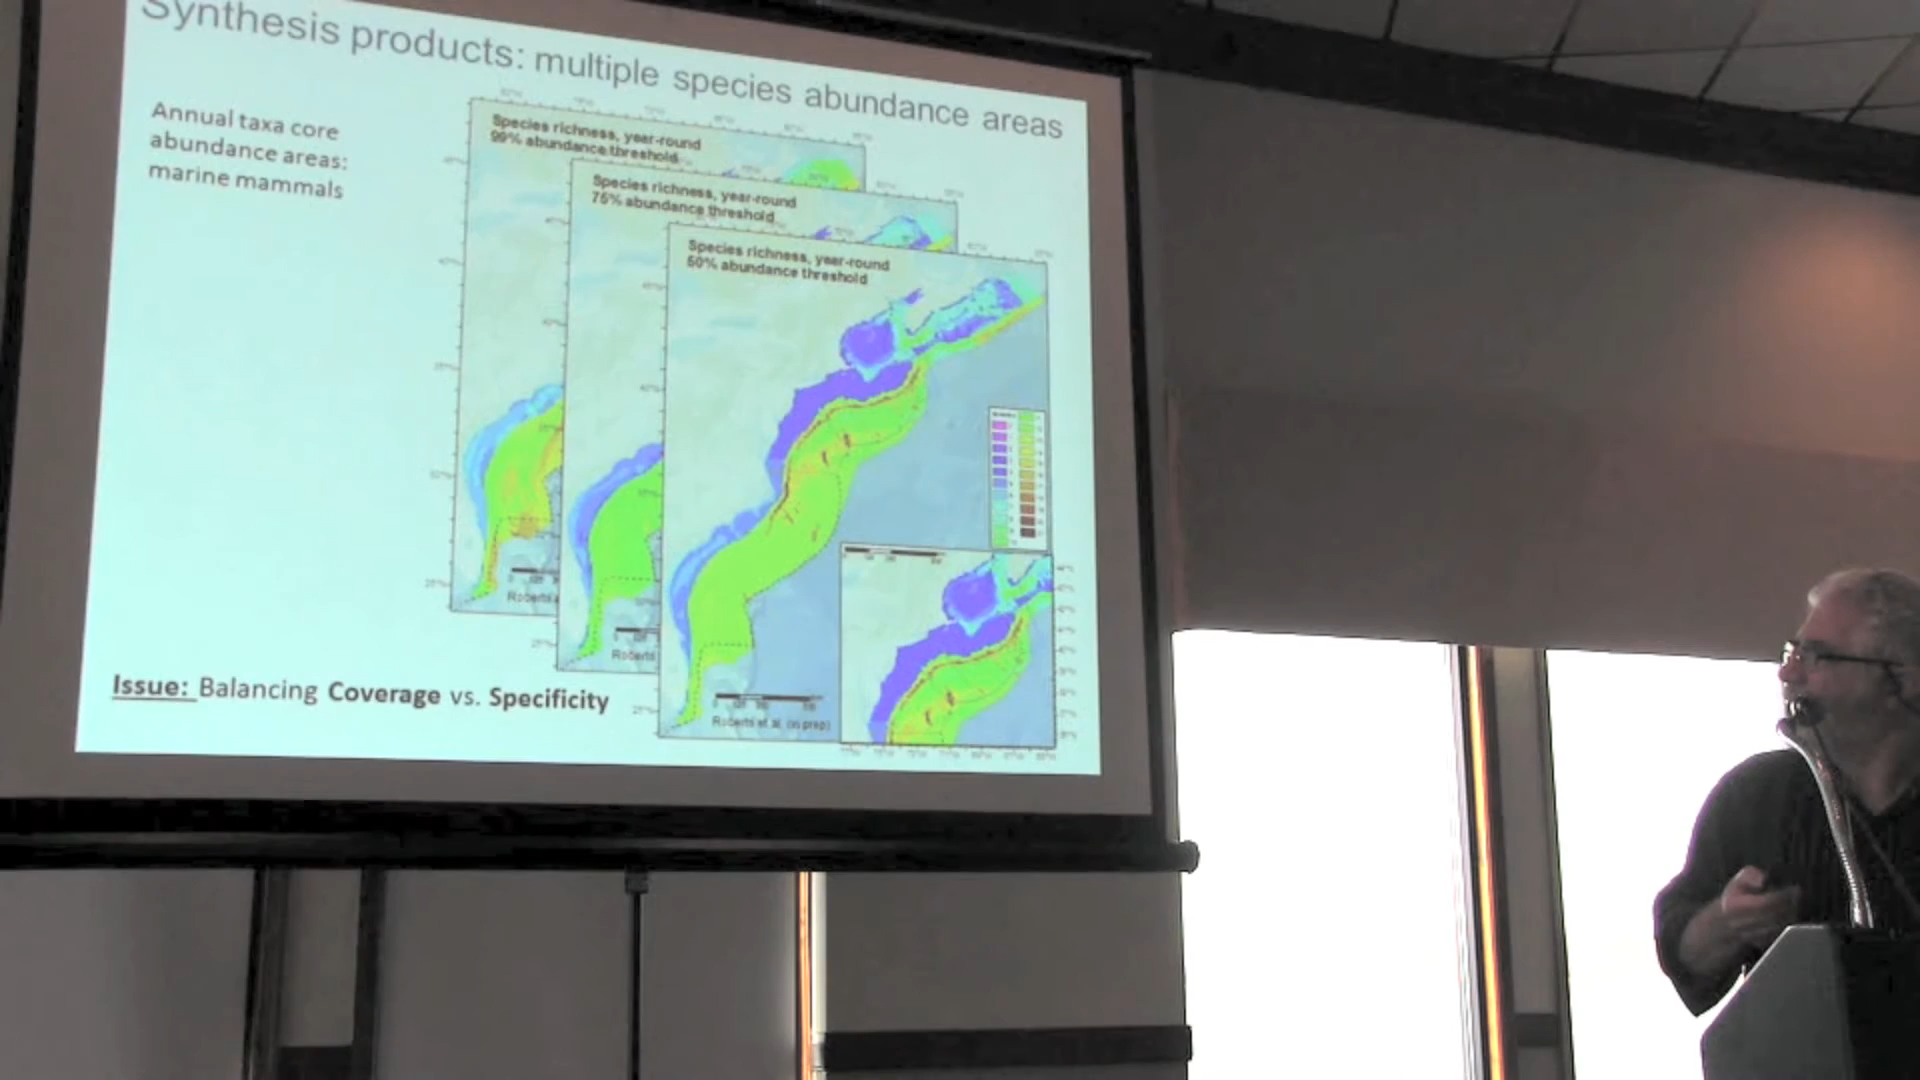 Synthesis products: multiple species abundance areas
Annual taxa core
abundance areas:
marine mammals
Species richness, year-round
99% abundance threshold
Species richness, year-round
75% abundance threshold
Species richness, year-round
50% abundance threshold
Roberts
Roberts
Roberts et al. (in prep)
Issue: Balancing Coverage vs. Specificity